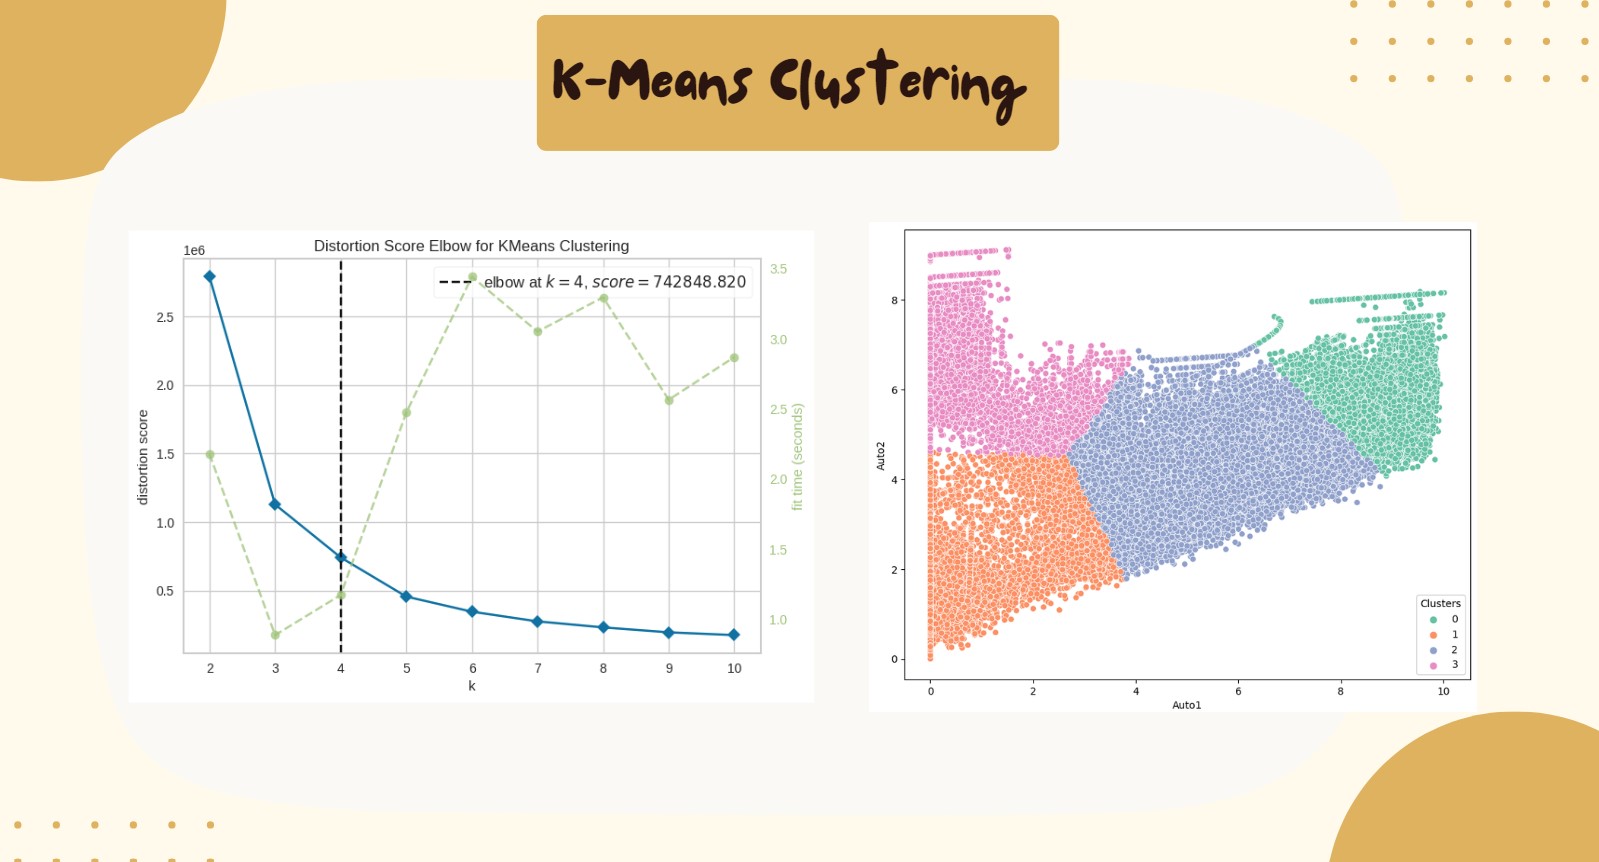 K-Means Clustering
Distortion Score Elbow for KMeans Clustering
1e6
elbow at k = 4, score = 742848.820
distortion score
2.5
2.0
1.5
1.0
0.5
3.5
3.0
2.5
2.0
1.5
1.0
fit time (seconds)
2 3 4 5 6 7 8 9 10
k
Auto2
8
6
4
2
0
0 2 4 6 8 10
Auto1
Clusters
0
1
2
3